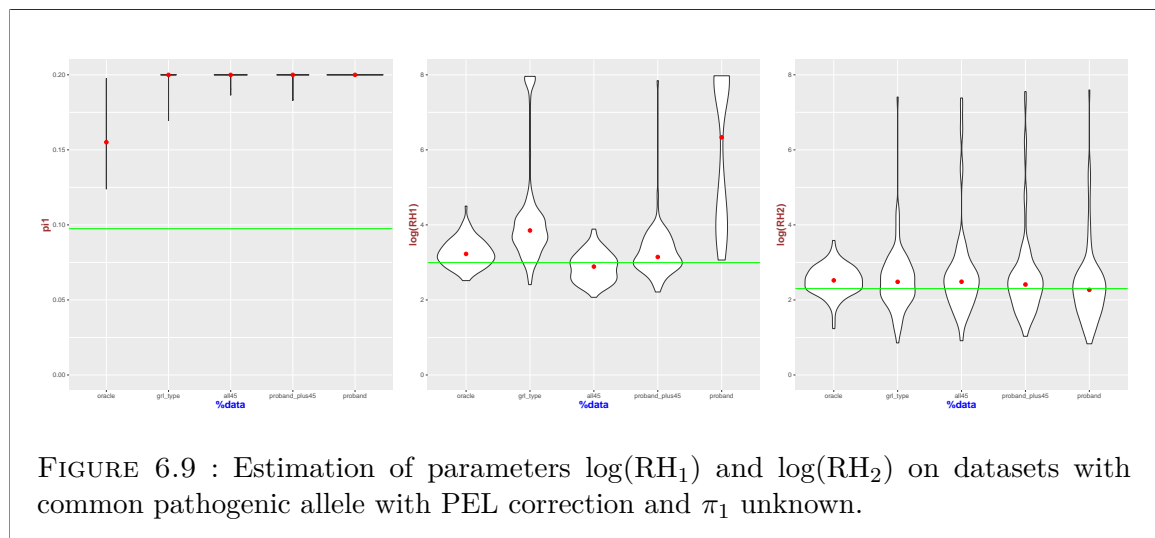 0.20
0.15
0.10
0.05
0.00
pi1
oracle grl_type all45 proband_plus45 proband
%data
8
6
4
2
0
log(RH1)
oracle grl_type all45 proband_plus45 proband
%data
8
6
4
2
0
log(RH2)
oracle grl_type all45 proband_plus45 proband
%data
FIGURE 6.9 : Estimation of parameters log(RH₁) and log(RH₂) on datasets with
common pathogenic allele with PEL correction and π₁ unknown.